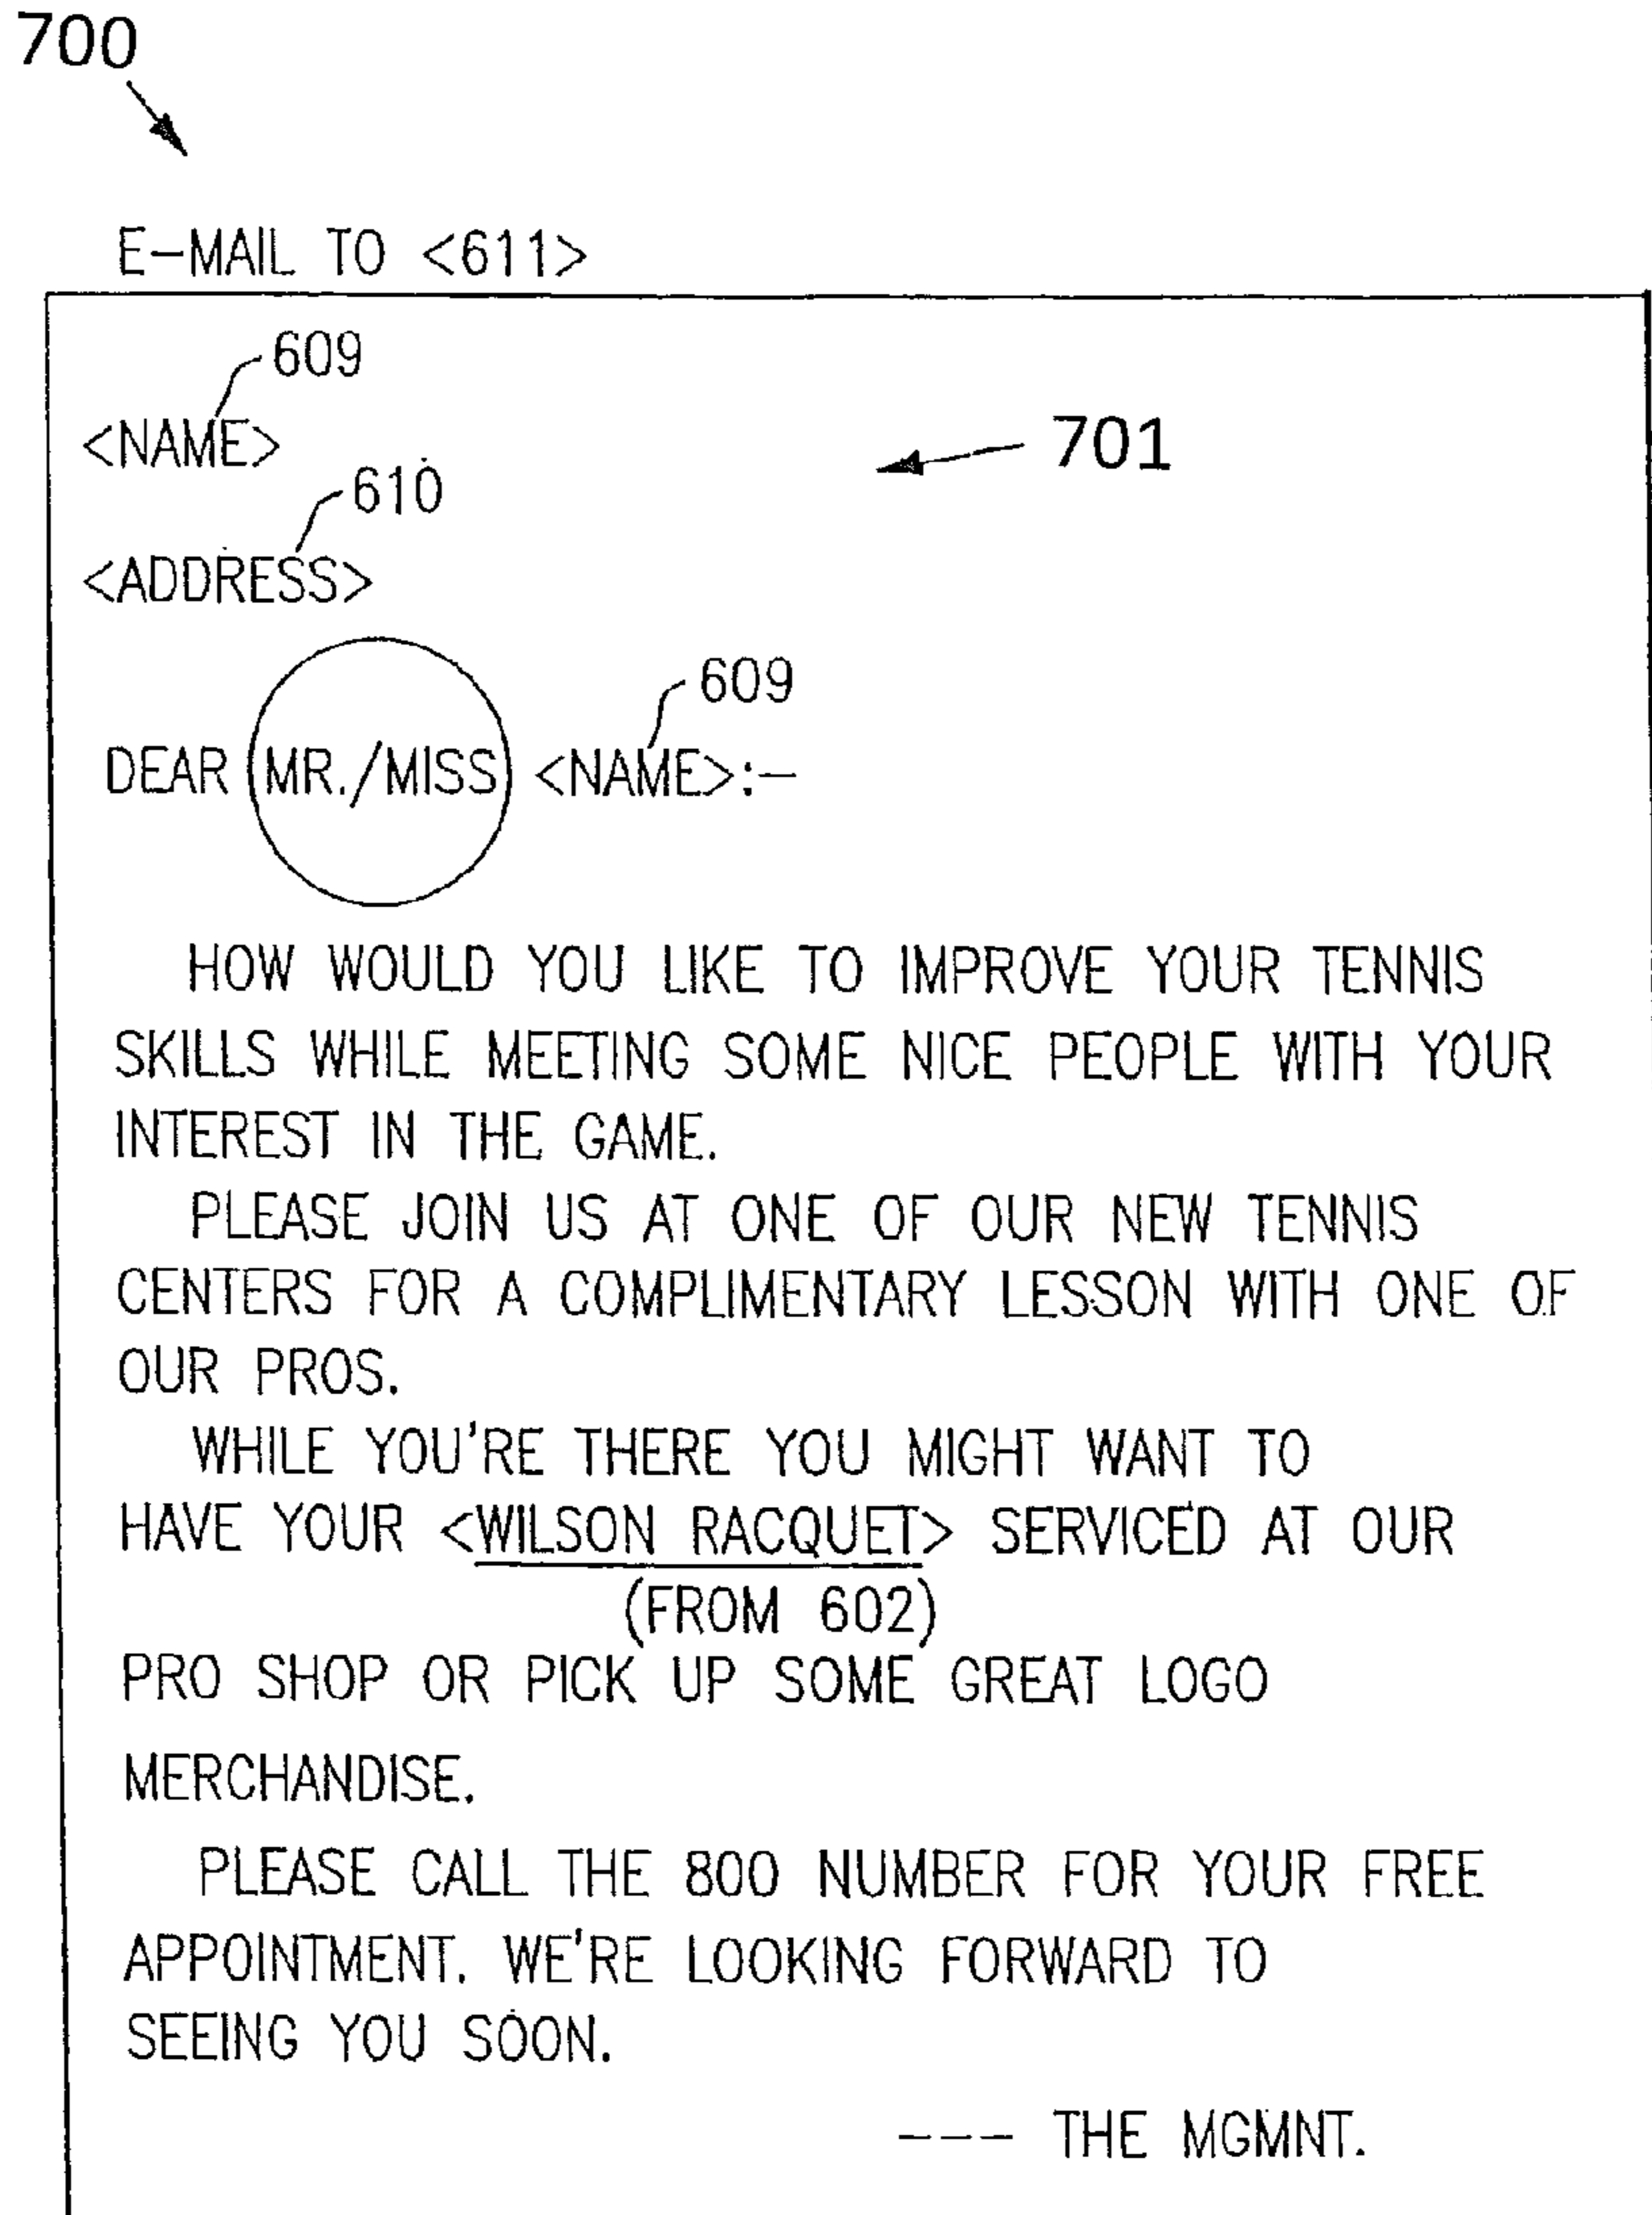 700
E-MAIL TO <611>
609
<NAME>
701
610
<ADDRESS>
609
DEAR MR./MISS <NAME>:-
HOW WOULD YOU LIKE TO IMPROVE YOUR TENNIS
SKILLS WHILE MEETING SOME NICE PEOPLE WITH YOUR
INTEREST IN THE GAME.
PLEASE JOIN US AT ONE OF OUR NEW TENNIS
CENTERS FOR A COMPLIMENTARY LESSON WITH ONE OF
OUR PROS.
WHILE YOU'RE THERE YOU MIGHT WANT TO
HAVE YOUR <WILSON RACQUET> SERVICED AT OUR
(FROM 602)
PRO SHOP OR PICK UP SOME GREAT LOGO
MERCHANDISE.
PLEASE CALL THE 800 NUMBER FOR YOUR FREE
APPOINTMENT. WE'RE LOOKING FORWARD TO
SEEING YOU SOON.
--- THE MGMNT.